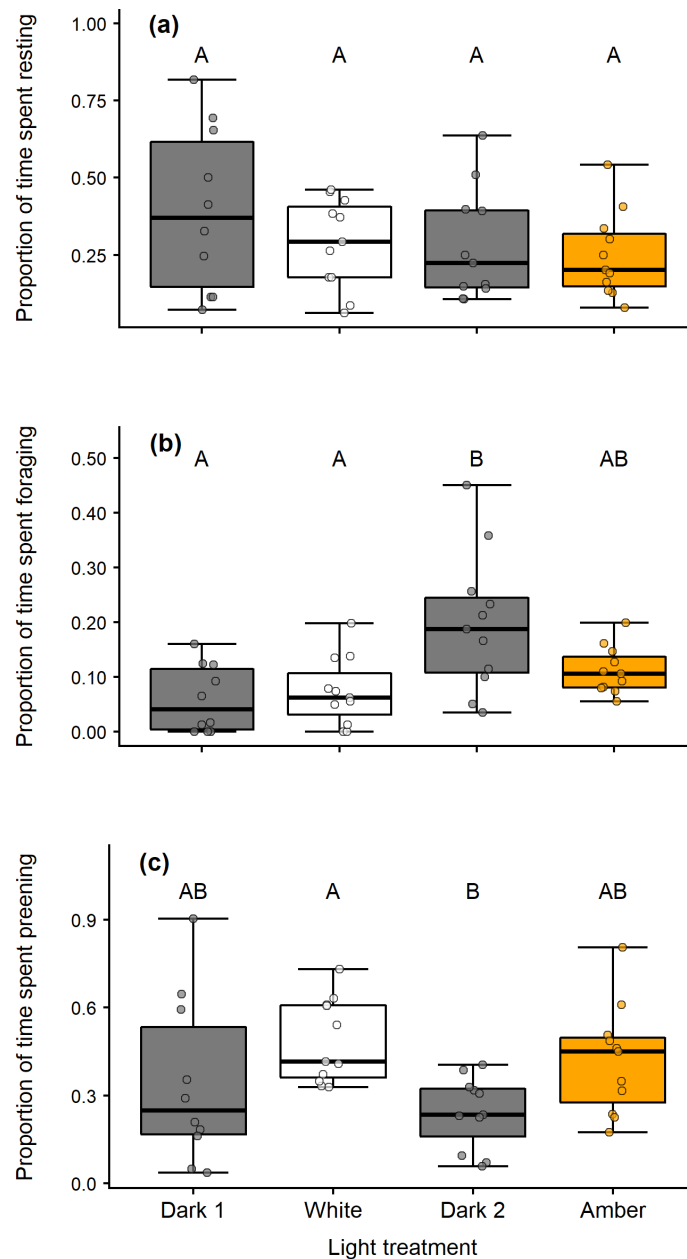 (a)
A A A A
Proportion of time spent resting
1.00
0.75
0.50
0.25
(b)
A A B AB
Proportion of time spent foraging
0.50
0.40
0.30
0.20
0.10
0.00
(c)
AB A B AB
Proportion of time spent preening
0.9
0.6
0.3
0.0
Dark 1 White Dark 2 Amber
Light treatment